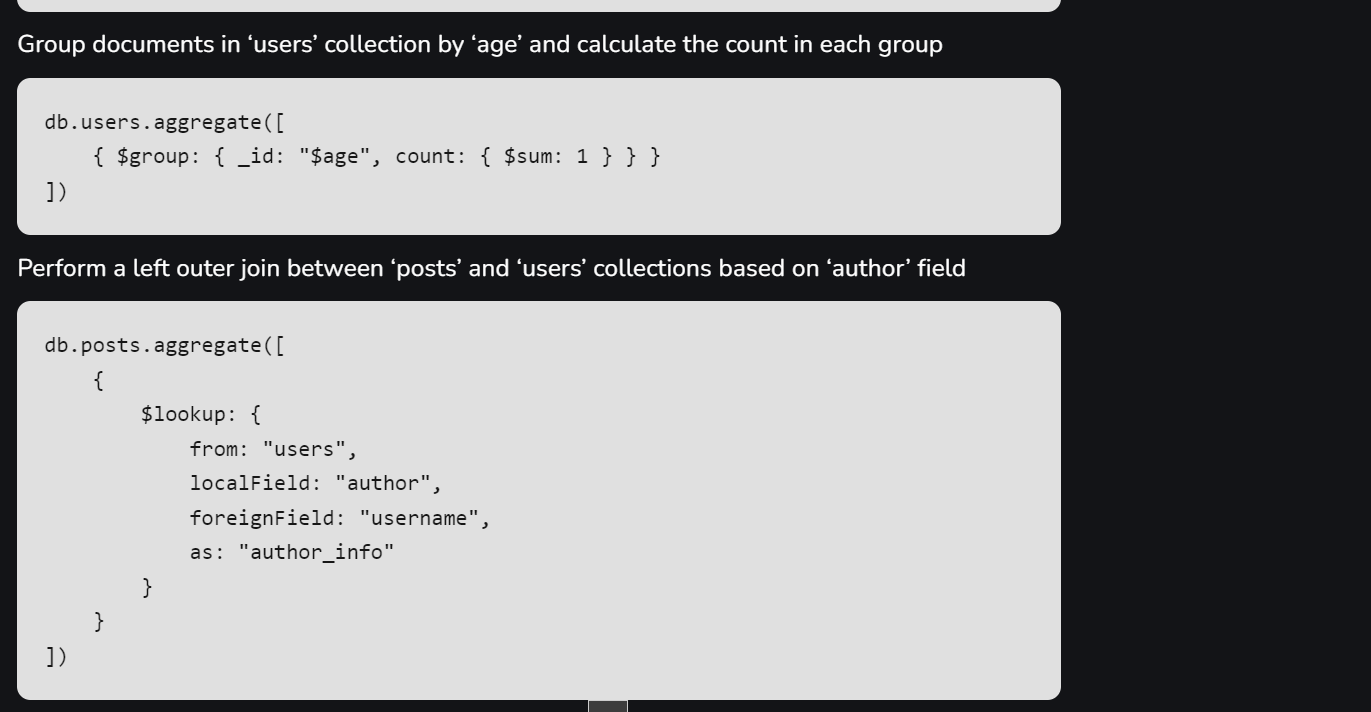 Group documents in ‘users’ collection by ‘age’ and calculate the count in each group
db.users.aggregate([
    { $group: { _id: "$age", count: { $sum: 1 } } }
])
Perform a left outer join between ‘posts’ and ‘users’ collections based on ‘author’ field
db.posts.aggregate([
    {
        $lookup: {
            from: "users",
            localField: "author",
            foreignField: "username",
            as: "author_info"
        }
    }
])